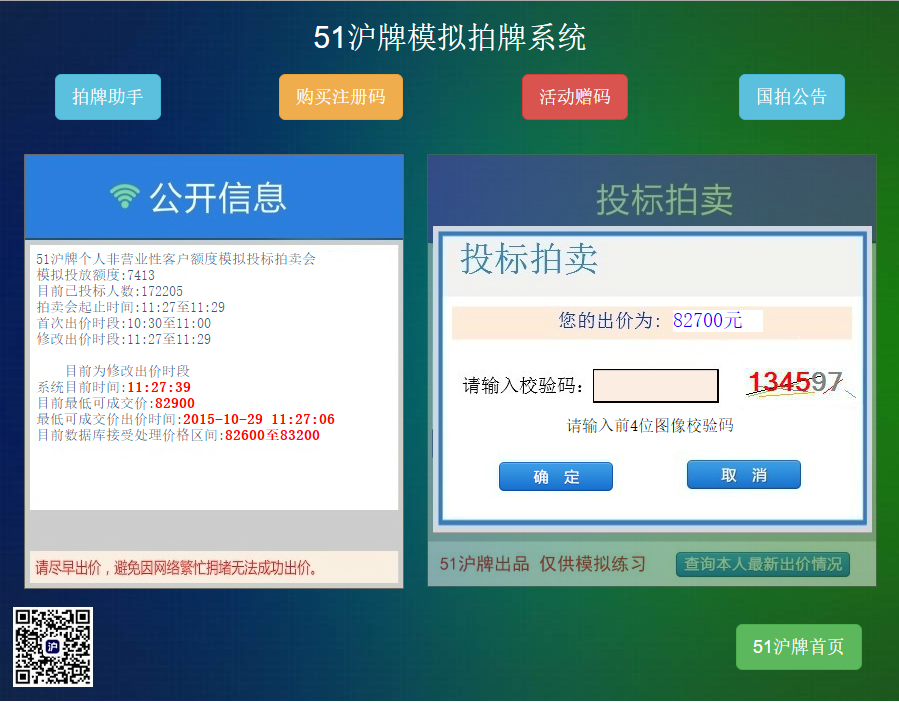 51沪牌模拟拍牌系统
拍牌助手
购买注册码
活动赠码
国拍公告
公开信息
51沪牌个人非营业性客户额度模拟投标拍卖会
模拟投放额度:7413
目前已投标人数:172205
拍卖会起止时间:11:27至11:29
首次出价时段:10:30至11:00
修改出价时段:11:27至11:29
目前为修改出价时段
系统目前时间:11:27:39
目前最低可成交价:82900
最低可成交价出价时间:2015-10-29 11:27:06
目前数据库接受处理价格区间:82600至83200
请尽早出价，避免因网络繁忙拥堵无法成功出价。
投标拍卖
投标拍卖
您的出价为: 82700元
请输入校验码: 134597
请输入前4位图像校验码
确 定
取 消
51沪牌出品 仅供模拟练习
查询本人最新出价情况
沪
51沪牌首页